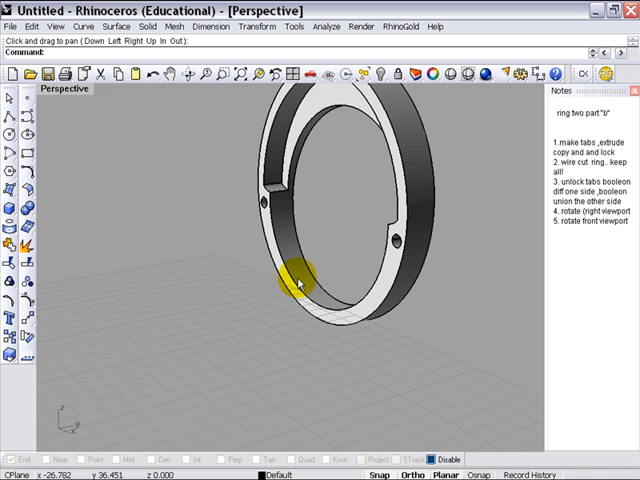 Untitled - Rhinoceros (Educational) - [Perspective]
File Edit View Curve Surface Solid Mesh Dimension Transform Tools Analyze Render RhinoGold Help
Click and drag to pan ( Down Left Right Up In Out):
Command:
Perspective
Notes
ring two part "b"
1.make tabs ,extrude
copy and and lock
2. wire cut ring.. keep
all!
3. unlock tabs boolean
diff one side ,boolean
union the other side
4. rotate (right viewport
5. rotate front viewport
z
y
x
End Near Point Mid Cen Int Perp Tan Quad Knot Project STrack Disable
CPlane x -26.782 y 36.451 z 0.000 Default Snap Ortho Planar Osnap Record History